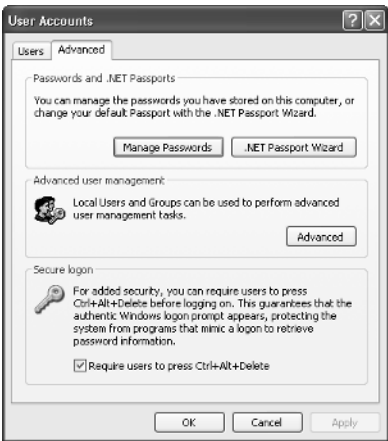 User Accounts
Users Advanced
Passwords and .NET Passports
You can manage the passwords you have stored on this computer, or
change your default Passport with the .NET Passport Wizard.
Manage Passwords .NET Passport Wizard
Advanced user management
Local Users and Groups can be used to perform advanced
user management tasks.
Advanced
Secure logon
For added security, you can require users to press
Ctrl+Alt+Delete before logging on. This guarantees that the
authentic Windows logon prompt appears, protecting the
system from programs that mimic a logon to retrieve
password information.
Require users to press Ctrl+Alt+Delete
OK Cancel Apply